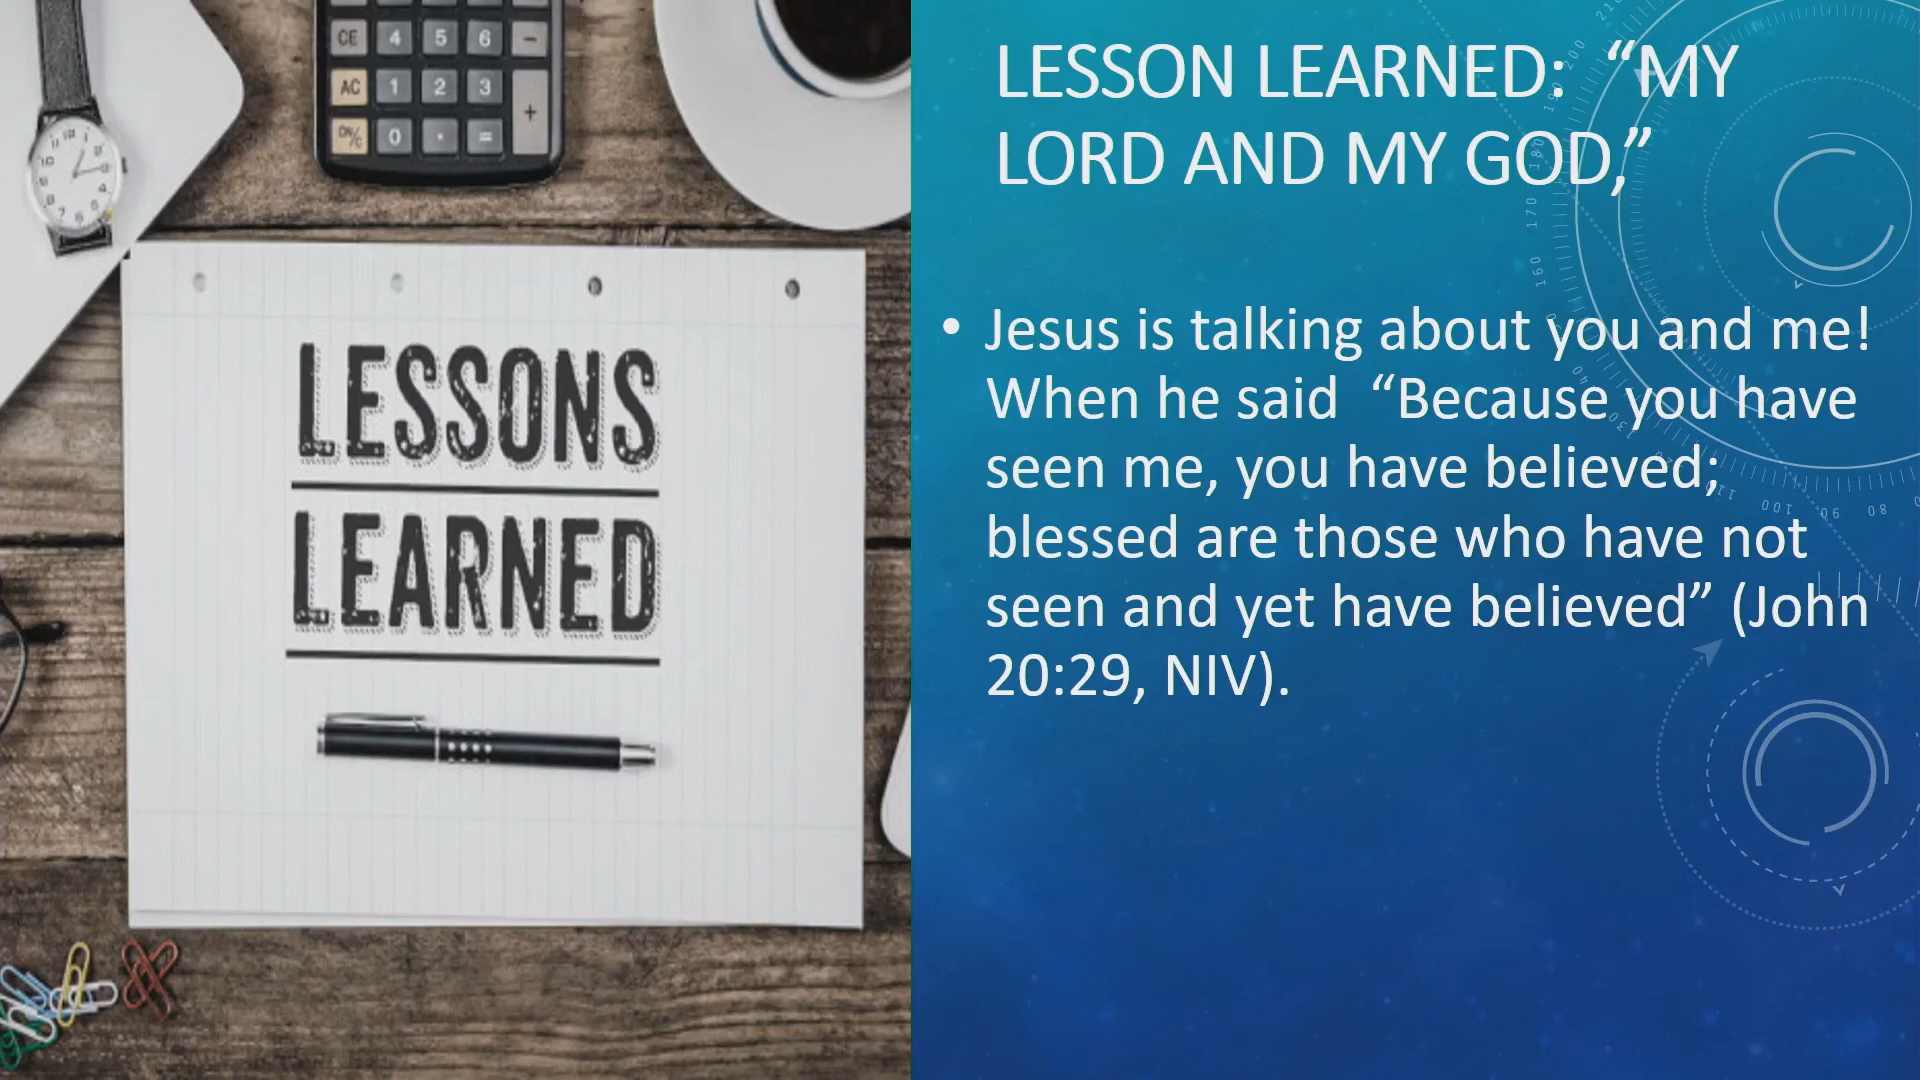 CE 4 5 6 −
AC 1 2 3 +
0 · =
LESSONS
LEARNED
LESSON LEARNED:  “MY
LORD AND MY GOD,”
• Jesus is talking about you and me!
When he said  “Because you have
seen me, you have believed;
blessed are those who have not
seen and yet have believed” (John
20:29, NIV).